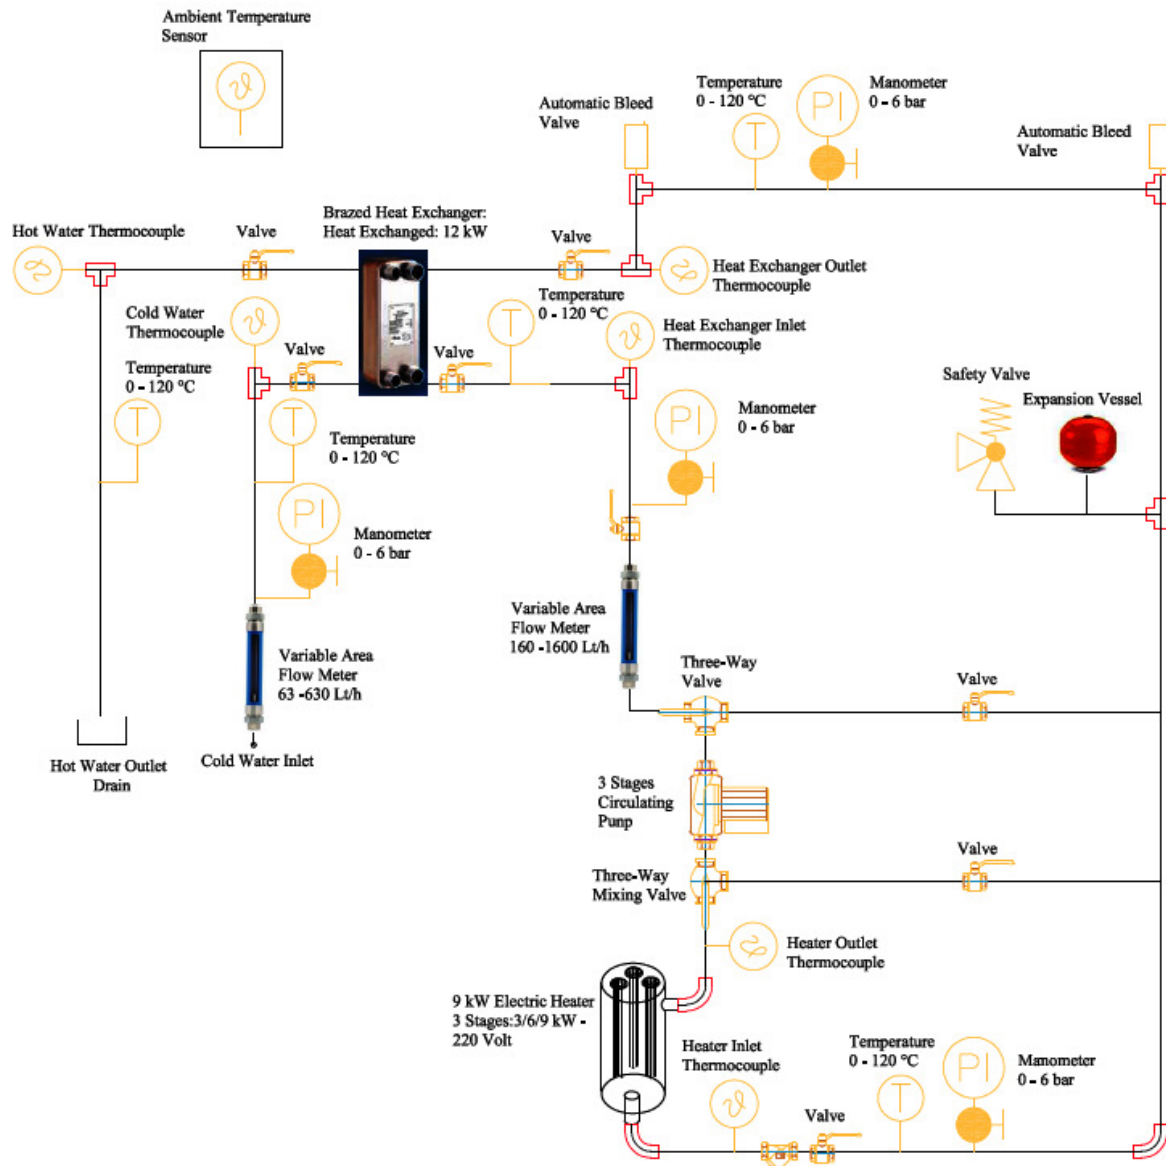 Ambient Temperature
Sensor
Temperature
0 - 120 °C
Manometer
0 - 6 bar
PI
T
Automatic Bleed
Valve
Automatic Bleed
Valve
Brazed Heat Exchanger:
Heat Exchanged: 12 kW
Hot Water Thermocouple
Valve
Valve
Heat Exchanger Outlet
Thermocouple
Cold Water
Thermocouple
Temperature
0 - 120 °C
T
Heat Exchanger Inlet
Thermocouple
Valve
Valve
Temperature
0 - 120 °C
T
T
Temperature
0 - 120 °C
PI
Manometer
0 - 6 bar
Safety Valve
Expansion Vessel
PI
Manometer
0 - 6 bar
Variable Area
Flow Meter
160 -1600 Lt/h
Variable Area
Flow Meter
63 -630 Lt/h
Three-Way
Valve
Valve
Cold Water Inlet
Hot Water Outlet
Drain
3 Stages
Circulating
Punp
Three-Way
Mixing Valve
Valve
Heater Outlet
Thermocouple
9 kW Electric Heater
3 Stages:3/6/9 kW -
220 Volt
Heater Inlet
Thermocouple
Temperature
0 - 120 °C
T
PI
Manometer
0 - 6 bar
Valve